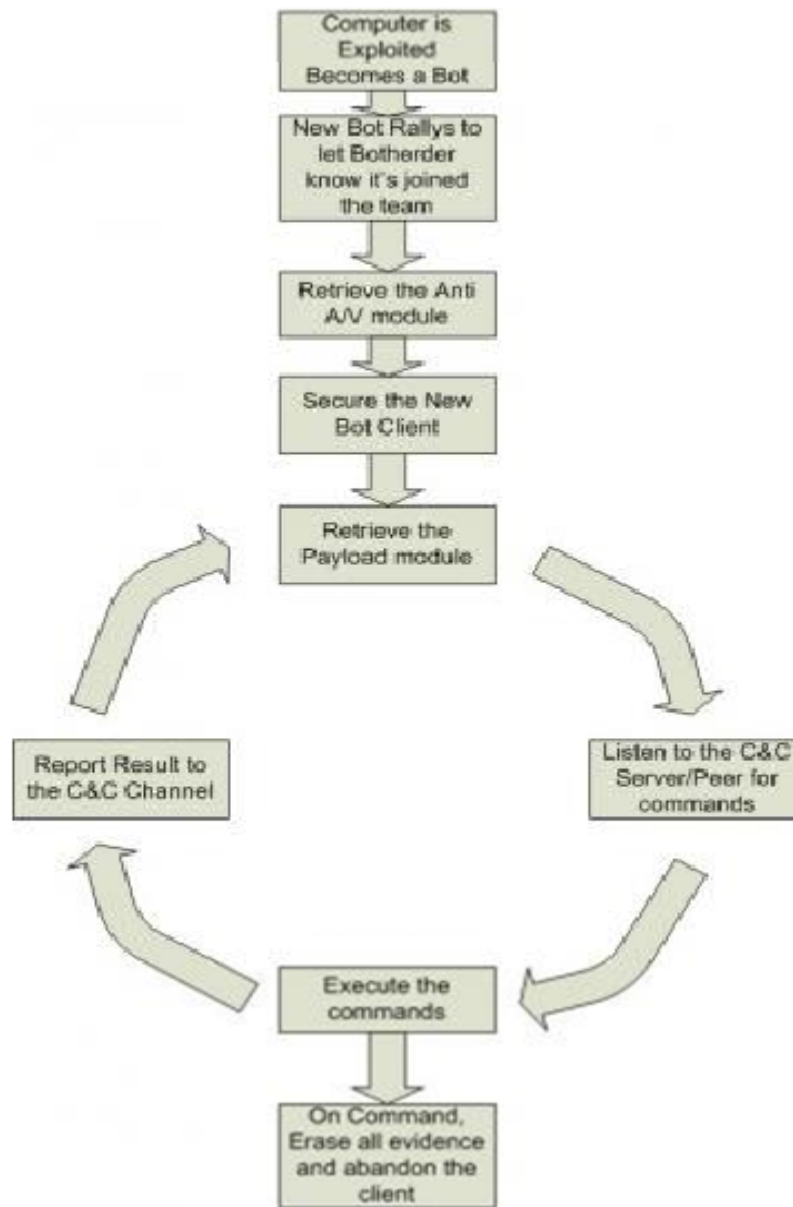 Computer is
Exploited
Becomes a Bot
New Bot Rallys to
let Botherder
know it's joined
the team
Retrieve the Anti
A/V module
Secure the New
Bot Client
Retrieve the
Payload module
Listen to the C&C
Server/Peer for
commands
Report Result to
the C&C Channel
Execute the
commands
On Command,
Erase all evidence
and abandon the
client